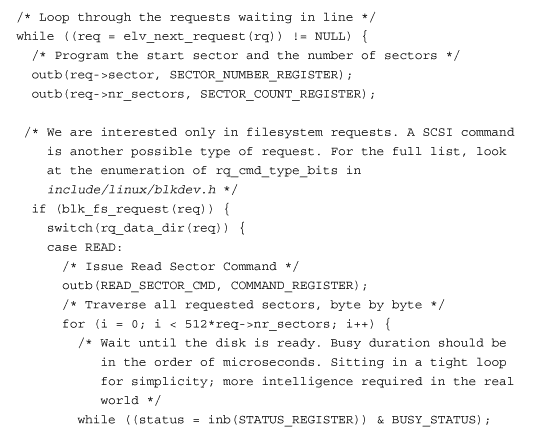 /* Loop through the requests waiting in line */
while ((req = elv_next_request(rq)) != NULL) {
/* Program the start sector and the number of sectors */
outb(req->sector, SECTOR_NUMBER_REGISTER);
outb(req->nr_sectors, SECTOR_COUNT_REGISTER);
/* We are interested only in filesystem requests. A SCSI command
is another possible type of request. For the full list, look
at the enumeration of rq_cmd_type_bits in
include/linux/blkdev.h */
if (blk_fs_request(req)) {
switch(rq_data_dir(req)) {
case READ:
/* Issue Read Sector Command */
outb(READ_SECTOR_CMD, COMMAND_REGISTER);
/* Traverse all requested sectors, byte by byte */
for (i = 0; i < 512*req->nr_sectors; i++) {
/* Wait until the disk is ready. Busy duration should be
in the order of microseconds. Sitting in a tight loop
for simplicity; more intelligence required in the real
world */
while ((status = inb(STATUS_REGISTER)) & BUSY_STATUS);